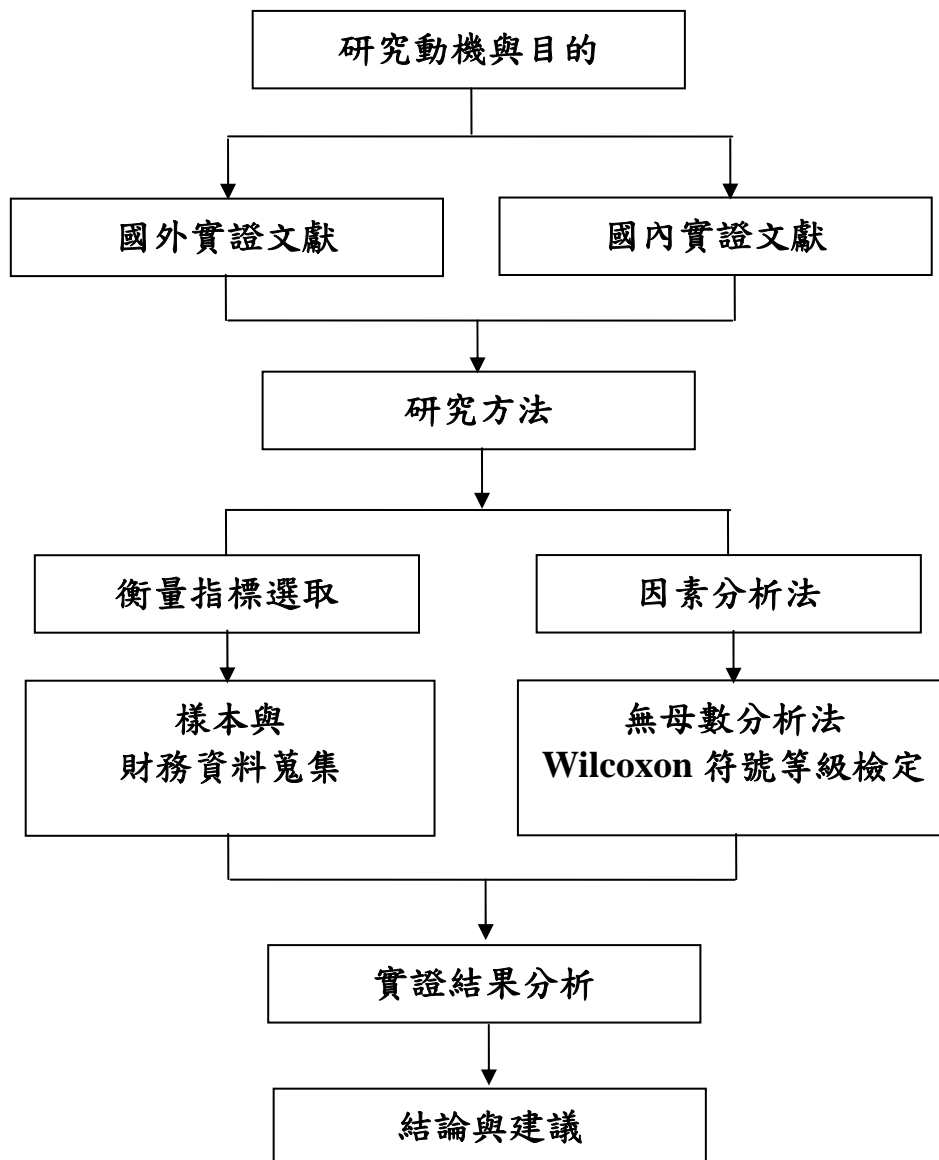 研究動機與目的
國外實證文獻
國內實證文獻
研究方法
衡量指標選取
因素分析法
樣本與
財務資料蒐集
無母數分析法
Wilcoxon 符號等級檢定
實證結果分析
結論與建議